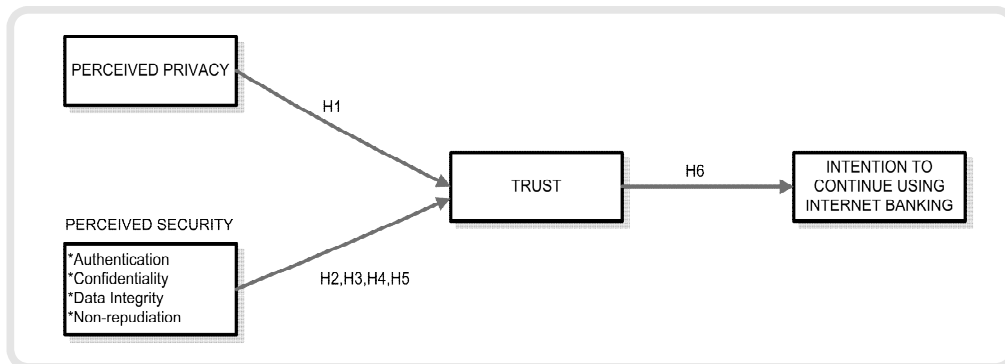 PERCEIVED PRIVACY
H1
TRUST
H6
INTENTION TO
CONTINUE USING
INTERNET BANKING
PERCEIVED SECURITY
*Authentication
*Confidentiality
*Data Integrity
*Non-repudiation
H2,H3,H4,H5